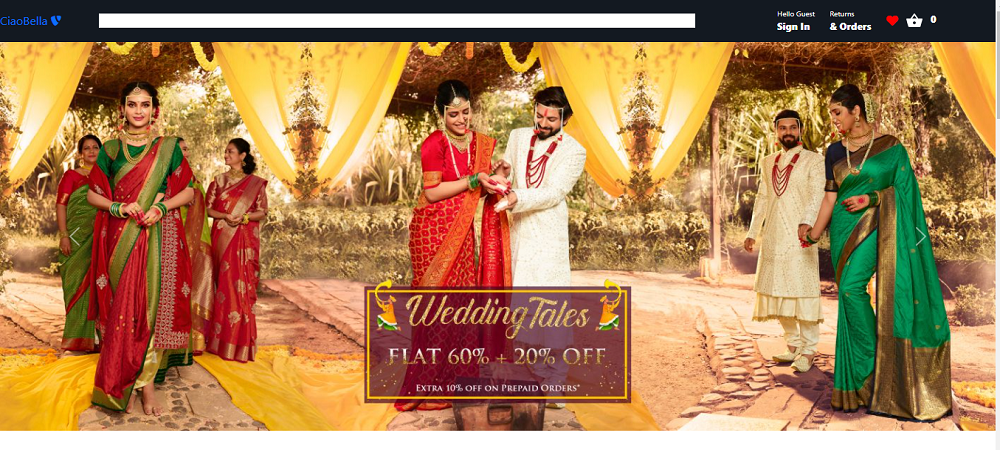 CiaoBella
Hello Guest
Sign In
Returns
& Orders
0
Wedding Tales
FLAT 60% + 20% OFF
EXTRA 10% OFF ON PREPAID ORDERS*